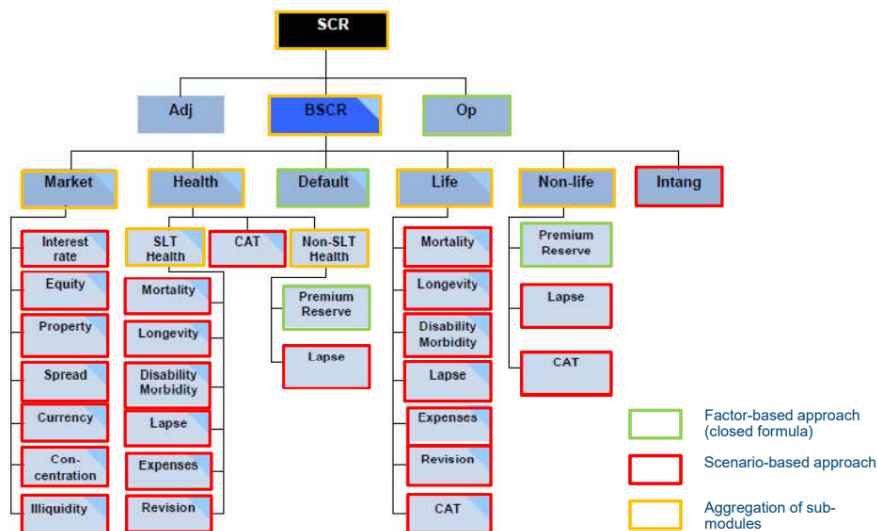 SCR
Adj
BSCR
Op
Market
Health
Default
Life
Non-life
Intang
Interest
rate
Equity
Property
Spread
Currency
Con-
centration
Illiquidity
SLT
Health
CAT
Non-SLT
Health
Mortality
Longevity
Disability
Morbidity
Lapse
Expenses
Revision
Premium
Reserve
Lapse
Mortality
Longevity
Disability
Morbidity
Lapse
Expenses
Revision
CAT
Premium
Reserve
Lapse
CAT
Factor-based approach
(closed formula)
Scenario-based approach
Aggregation of sub-
modules